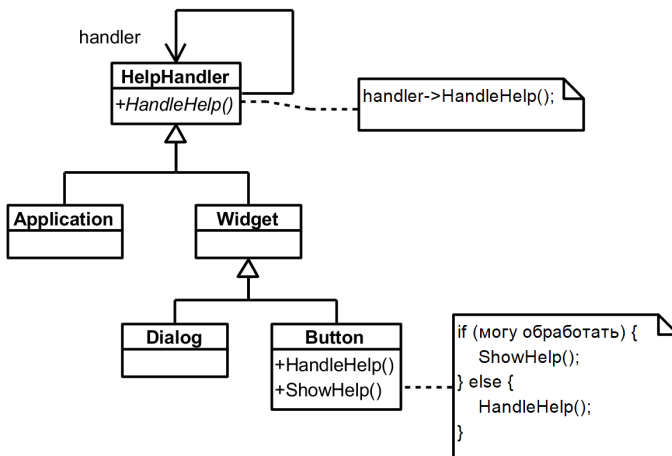 handler
HelpHandler
+HandleHelp()
handler->HandleHelp();
Application
Widget
Dialog
Button
+HandleHelp()
+ShowHelp()
if (могу обработать) {
ShowHelp();
} else {
HandleHelp();
}